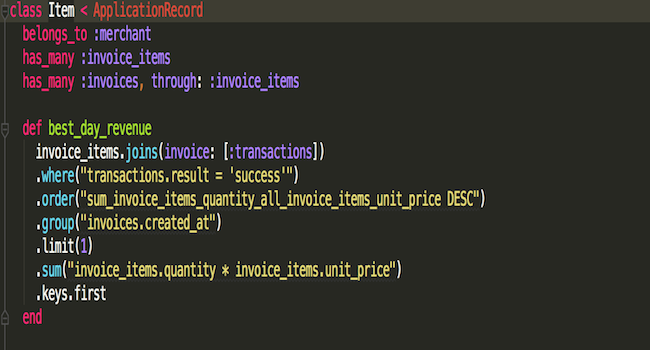 class Item < ApplicationRecord
belongs_to :merchant
has_many :invoice_items
has_many :invoices, through: :invoice_items
def best_day_revenue
invoice_items.joins(invoice: [:transactions])
.where("transactions.result = 'success'")
.order("sum_invoice_items_quantity_all_invoice_items_unit_price DESC")
.group("invoices.created_at")
.limit(1)
.sum("invoice_items.quantity * invoice_items.unit_price")
.keys.first
end